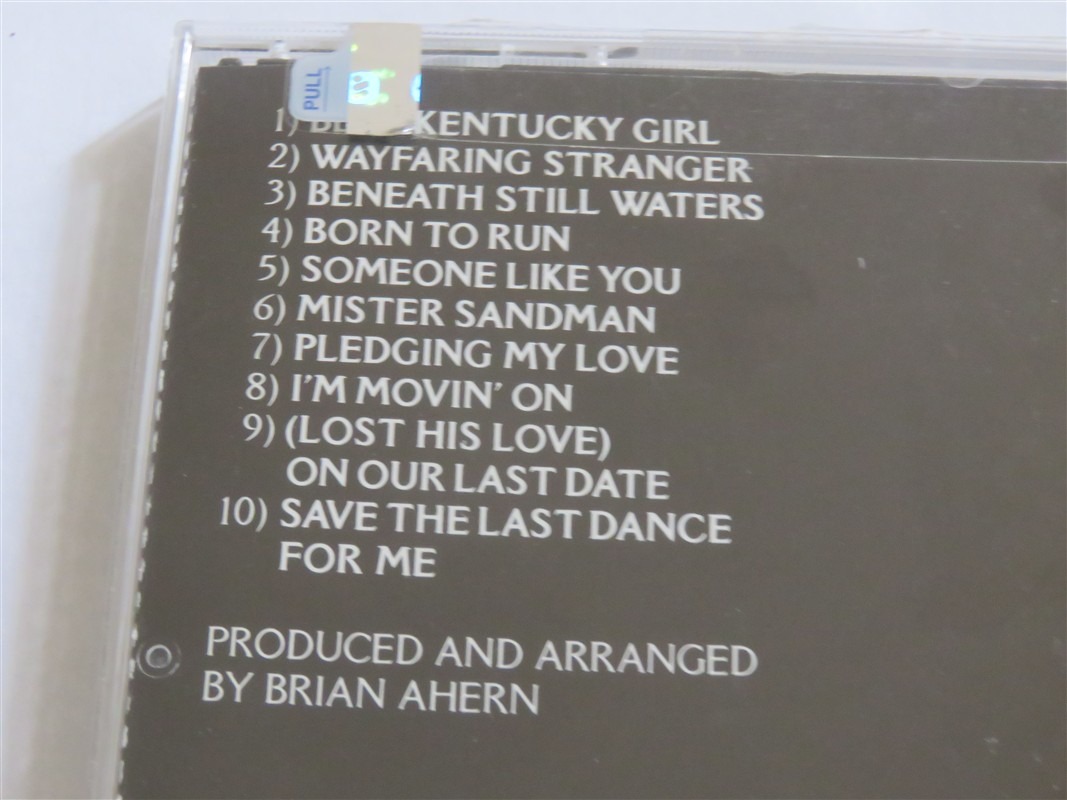 PULL
1) KENTUCKY GIRL
2) WAYFARING STRANGER
3) BENEATH STILL WATERS
4) BORN TO RUN
5) SOMEONE LIKE YOU
6) MISTER SANDMAN
7) PLEDGING MY LOVE
8) I'M MOVIN' ON
9) (LOST HIS LOVE)
ON OUR LAST DATE
10) SAVE THE LAST DANCE
FOR ME
PRODUCED AND ARRANGED
BY BRIAN AHERN